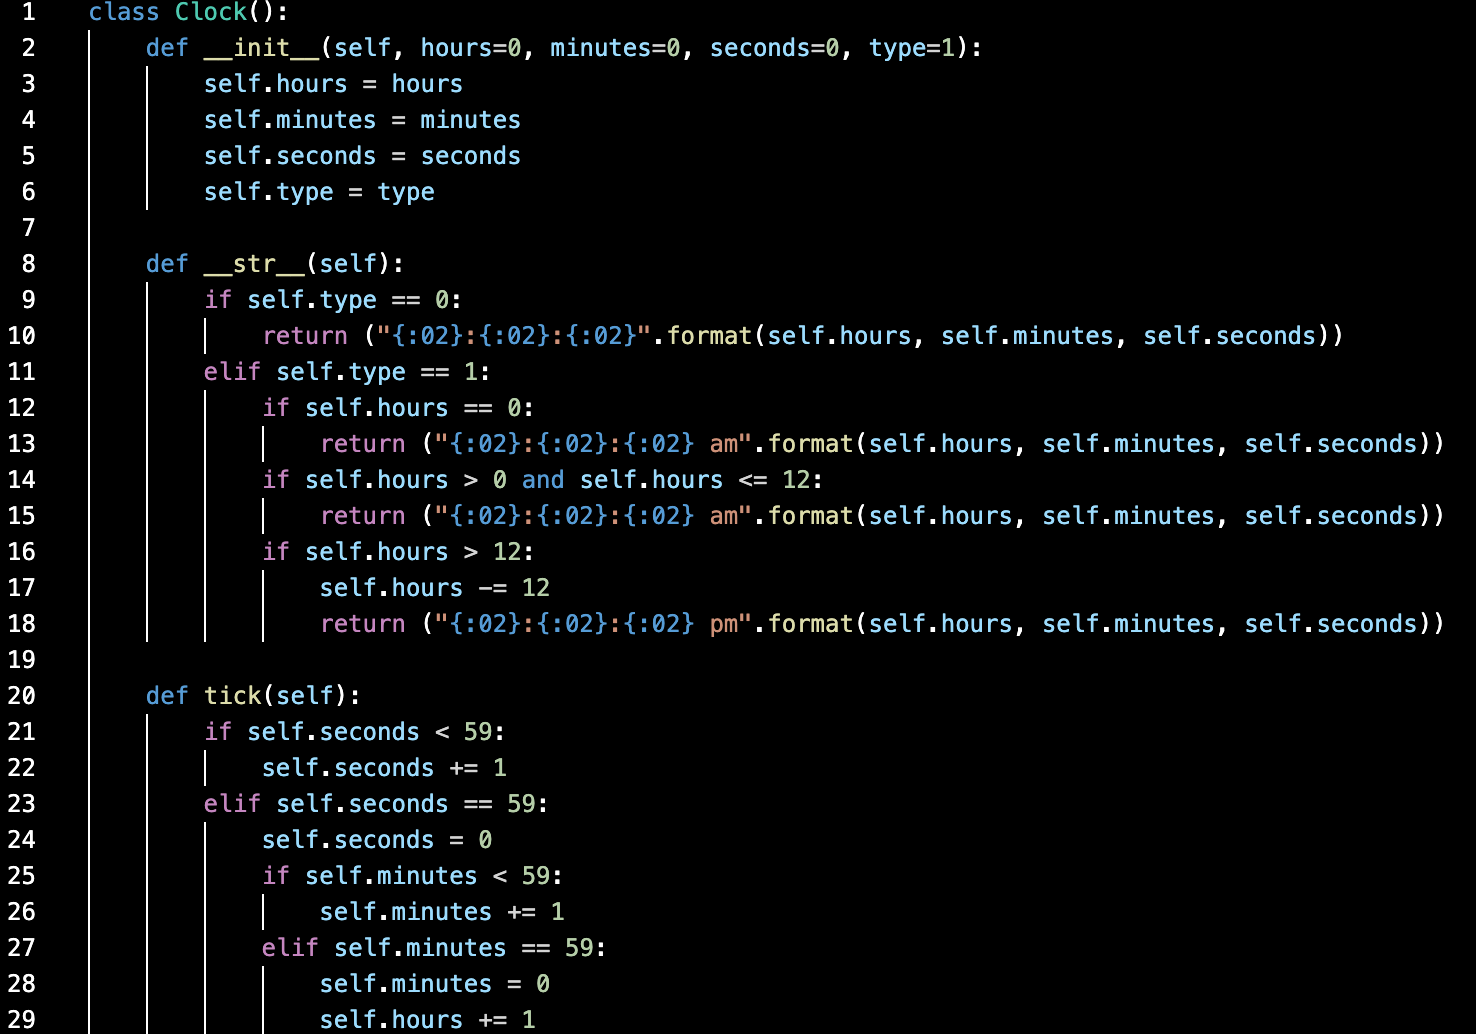 1 class Clock():
2     def __init__(self, hours=0, minutes=0, seconds=0, type=1):
3         self.hours = hours
4         self.minutes = minutes
5         self.seconds = seconds
6         self.type = type
7
8     def __str__(self):
9         if self.type == 0:
10             return ("{:02}:{:02}:{:02}".format(self.hours, self.minutes, self.seconds))
11         elif self.type == 1:
12             if self.hours == 0:
13                 return ("{:02}:{:02}:{:02} am".format(self.hours, self.minutes, self.seconds))
14             if self.hours > 0 and self.hours <= 12:
15                 return ("{:02}:{:02}:{:02} am".format(self.hours, self.minutes, self.seconds))
16             if self.hours > 12:
17                 self.hours -= 12
18                 return ("{:02}:{:02}:{:02} pm".format(self.hours, self.minutes, self.seconds))
19
20     def tick(self):
21         if self.seconds < 59:
22             self.seconds += 1
23         elif self.seconds == 59:
24             self.seconds = 0
25             if self.minutes < 59:
26                 self.minutes += 1
27             elif self.minutes == 59:
28                 self.minutes = 0
29                 self.hours += 1